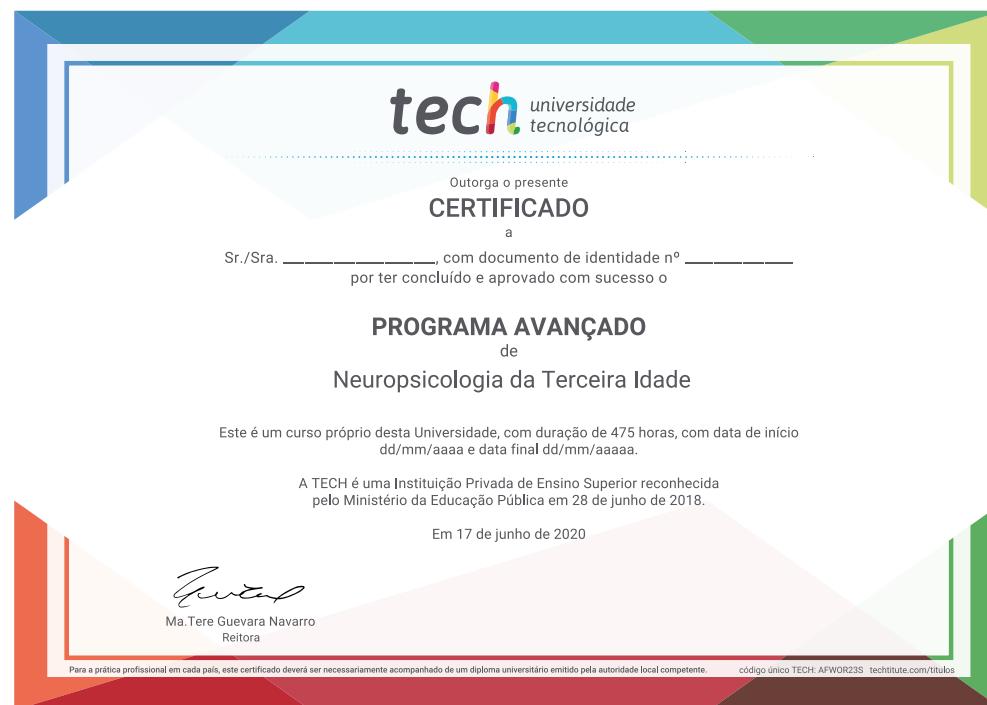 tech universidade
tecnológica
Outorga o presente
CERTIFICADO
a
Sr./Sra. ______________, com documento de identidade nº __________
por ter concluído e aprovado com sucesso o
PROGRAMA AVANÇADO
de
Neuropsicologia da Terceira Idade
Este é um curso próprio desta Universidade, com duração de 475 horas, com data de início
dd/mm/aaaa e data final dd/mm/aaaaa.
A TECH é uma Instituição Privada de Ensino Superior reconhecida
pelo Ministério da Educação Pública em 28 de junho de 2018.
Em 17 de junho de 2020
Ma.Tere Guevara Navarro
Reitora
Para a prática profissional em cada país, este certificado deverá ser necessariamente acompanhado de um diploma universitário emitido pela autoridade local competente.
código único TECH: AFWOR23S techtitute.com/titulos